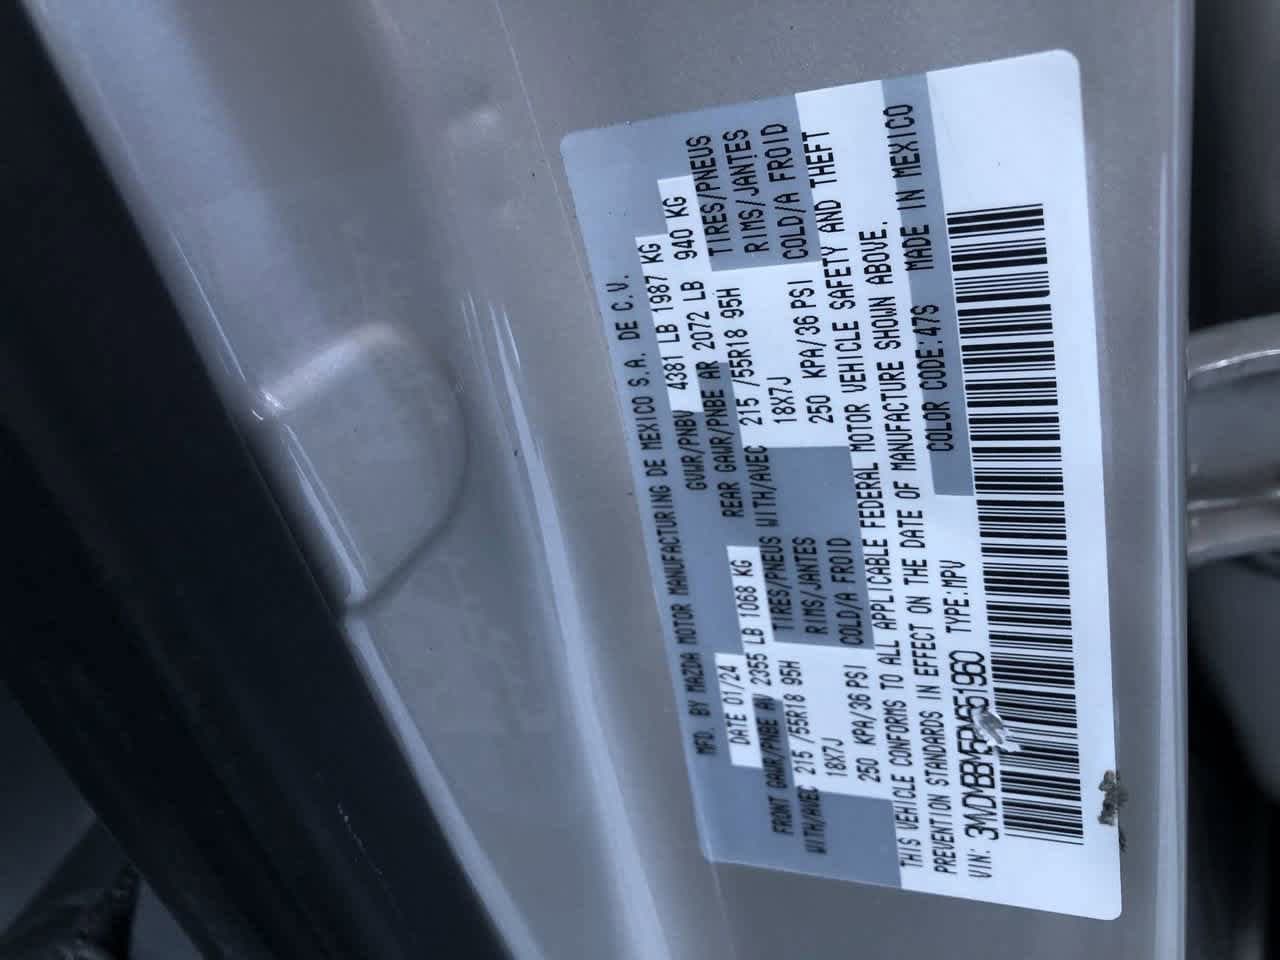 MFD. BY MAZDA MOTOR MANUFACTURING DE MEXICO S.A. DE C.V.
DATE 01/24 GVWR/PNBV 4381 LB 1987 KG
FRONT GAWR/PNBE AV 2355 LB 1068 KG REAR GAWR/PNBE AR 2072 LB 940 KG
WITH/AVEC 215 /55R18 95H TIRES/PNEUS WITH/AVEC 215 /55R18 95H TIRES/PNEUS
18X7J RIMS/JANTES 18X7J RIMS/JANTES
250 KPA/36 PSI COLD/A FROID 250 KPA/36 PSI COLD/A FROID
THIS VEHICLE CONFORMS TO ALL APPLICABLE FEDERAL MOTOR VEHICLE SAFETY AND THEFT
PREVENTION STANDARDS IN EFFECT ON THE DATE OF MANUFACTURE SHOWN ABOVE.
VIN: TYPE:MPV COLOR CODE:47S MADE IN MEXICO